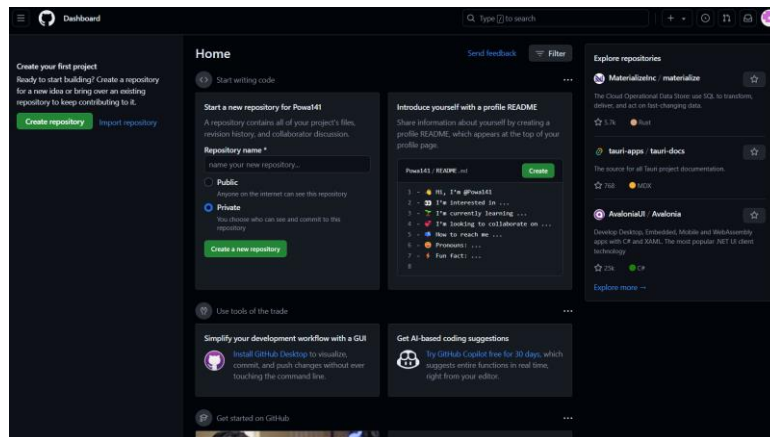 Dashboard
Type / to search
Create your first project
Ready to start building? Create a repository
for a new idea or bring over an existing
repository to keep contributing to it.
Create repository
Import repository
Home
Send feedback
Filter
Start writing code
Start a new repository for Powa141
A repository contains all of your project's files,
revision history, and collaborator discussion.
Repository name *
name your new repository...
Public
Anyone on the internet can see this repository
Private
You choose who can see and commit to this
repository
Create a new repository
Introduce yourself with a profile README
Share information about yourself by creating a
profile README, which appears at the top of your
profile page.
Powa141 / README.md
Create
1 - 👋 Hi, I'm @Powa141
2 - 👀 I'm interested in ...
3 - 🌱 I'm currently learning ...
4 - 💞️ I'm looking to collaborate on ...
5 - 📫 How to reach me ...
6 - 😄 Pronouns: ...
7 - ⚡ Fun fact: ...
8
Use tools of the trade
Simplify your development workflow with a GUI
Install GitHub Desktop to visualize,
commit, and push changes without ever
touching the command line.
Get AI-based coding suggestions
Try GitHub Copilot free for 30 days, which
suggests entire functions in real time,
right from your editor.
Get started on GitHub
Explore repositories
MaterializeInc / materialize
The Cloud Operational Data Store: use SQL to transform,
deliver, and act on fast-changing data.
5.7k
Rust
tauri-apps / tauri-docs
The source for all Tauri project documentation.
768
MDX
AvaloniaUI / Avalonia
Develop Desktop, Embedded, Mobile and WebAssembly
apps with C# and XAML. The most popular .NET UI client
technology
25k
C#
Explore more →